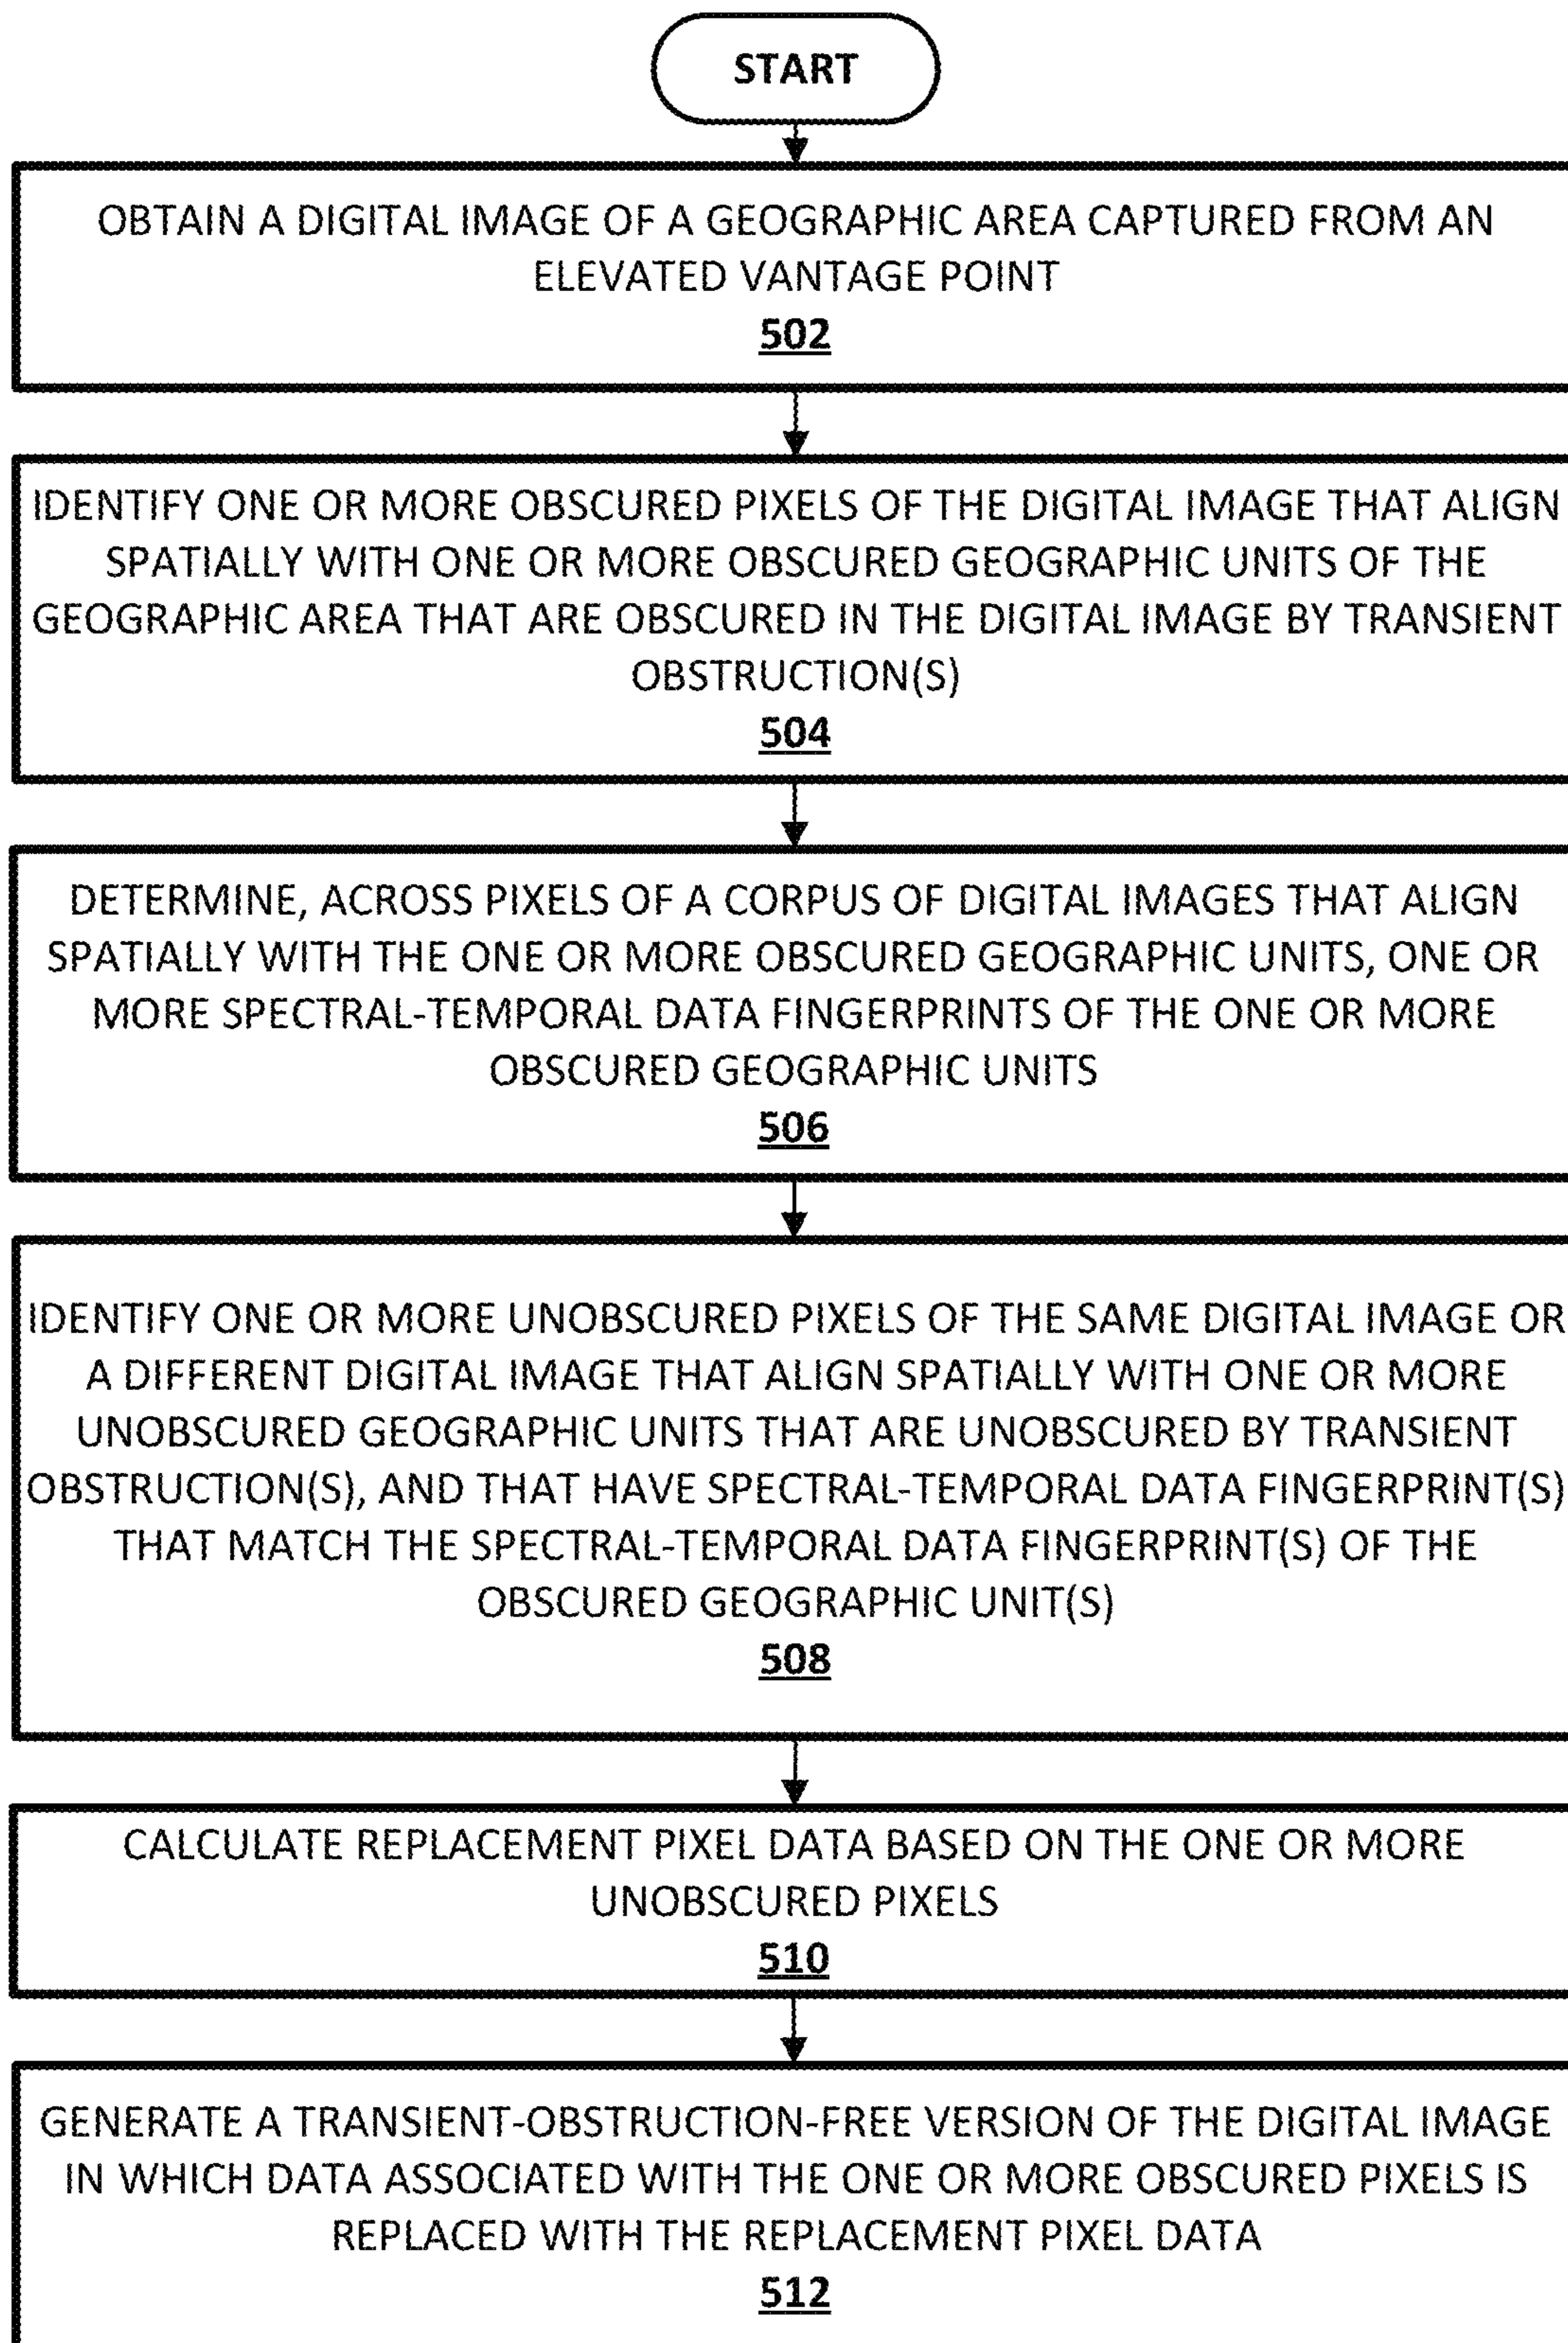 START
OBTAIN A DIGITAL IMAGE OF A GEOGRAPHIC AREA CAPTURED FROM AN
ELEVATED VANTAGE POINT
502
IDENTIFY ONE OR MORE OBSCURED PIXELS OF THE DIGITAL IMAGE THAT ALIGN
SPATIALLY WITH ONE OR MORE OBSCURED GEOGRAPHIC UNITS OF THE
GEOGRAPHIC AREA THAT ARE OBSCURED IN THE DIGITAL IMAGE BY TRANSIENT
OBSTRUCTION(S)
504
DETERMINE, ACROSS PIXELS OF A CORPUS OF DIGITAL IMAGES THAT ALIGN
SPATIALLY WITH THE ONE OR MORE OBSCURED GEOGRAPHIC UNITS, ONE OR
MORE SPECTRAL-TEMPORAL DATA FINGERPRINTS OF THE ONE OR MORE
OBSCURED GEOGRAPHIC UNITS
506
IDENTIFY ONE OR MORE UNOBSCURED PIXELS OF THE SAME DIGITAL IMAGE OR
A DIFFERENT DIGITAL IMAGE THAT ALIGN SPATIALLY WITH ONE OR MORE
UNOBSCURED GEOGRAPHIC UNITS THAT ARE UNOBSCURED BY TRANSIENT
OBSTRUCTION(S), AND THAT HAVE SPECTRAL-TEMPORAL DATA FINGERPRINT(S)
THAT MATCH THE SPECTRAL-TEMPORAL DATA FINGERPRINT(S) OF THE
OBSCURED GEOGRAPHIC UNIT(S)
508
CALCULATE REPLACEMENT PIXEL DATA BASED ON THE ONE OR MORE
UNOBSCURED PIXELS
510
GENERATE A TRANSIENT-OBSTRUCTION-FREE VERSION OF THE DIGITAL IMAGE
IN WHICH DATA ASSOCIATED WITH THE ONE OR MORE OBSCURED PIXELS IS
REPLACED WITH THE REPLACEMENT PIXEL DATA
512